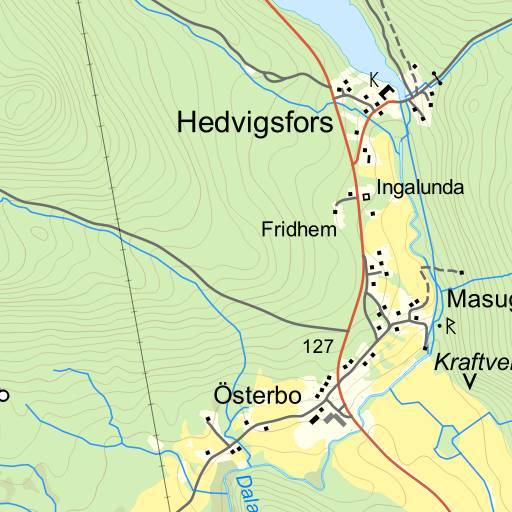 K
Hedvigsfors
Ingalunda
Fridhem
Masug
R
127
Kraftver
Österbo
Dala